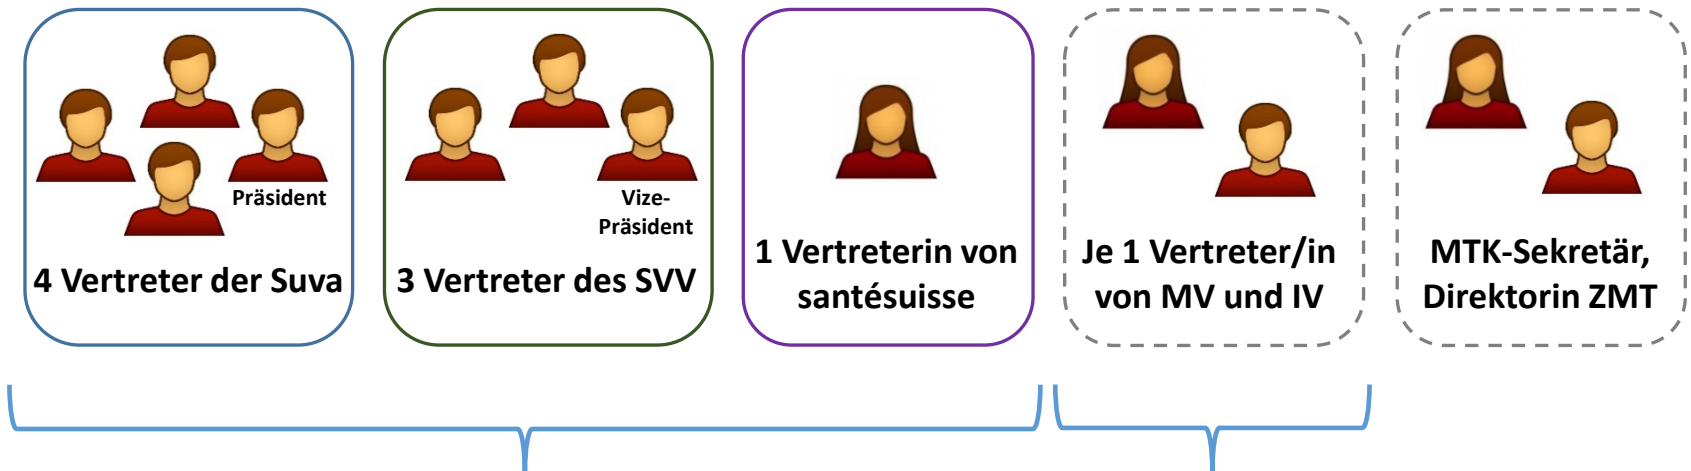 Präsident
4 Vertreter der Suva
Vize-
Präsident
3 Vertreter des SVV
1 Vertreterin von
santésuisse
Je 1 Vertreter/in
von MV und IV
MTK-Sekretär,
Direktorin ZMT